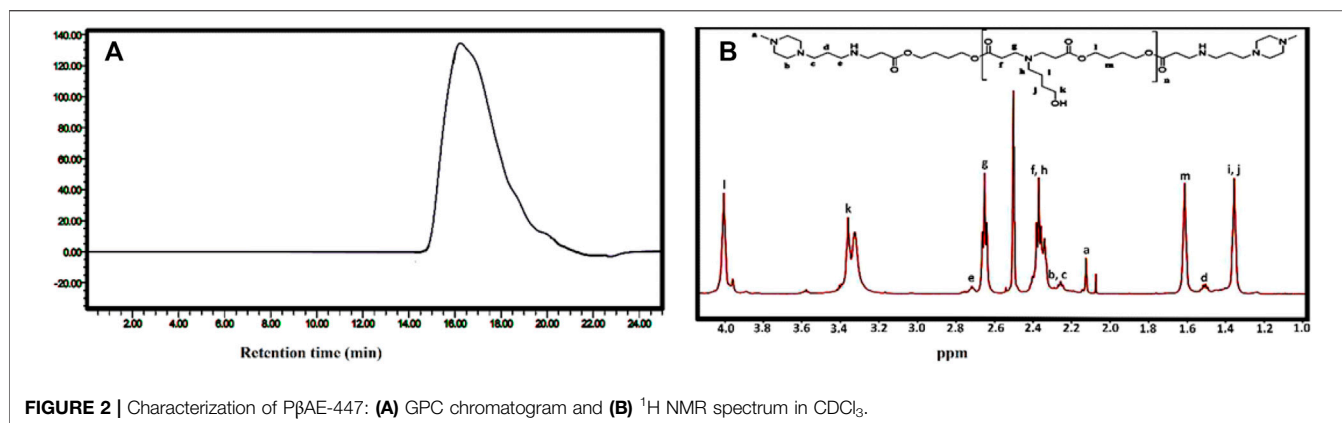 A
140.00
120.00
100.00
80.00
60.00
40.00
20.00
0.00
-20.00
2.00 4.00 6.00 8.00 10.00 12.00 14.00 16.00 18.00 20.00 22.00 24.00
Retention time (min)
B
a N N b c d e H N O O O O O f g N h i j k OH O O l m O O n H N N N
l
k
g
e
f, h
b, c
a
m
d
i, j
4.0 3.8 3.6 3.4 3.2 3.0 2.8 2.6 2.4 2.2 2.0 1.8 1.6 1.4 1.2 1.0
ppm
FIGURE 2 | Characterization of PβAE-447: (A) GPC chromatogram and (B) ¹H NMR spectrum in CDCl₃.